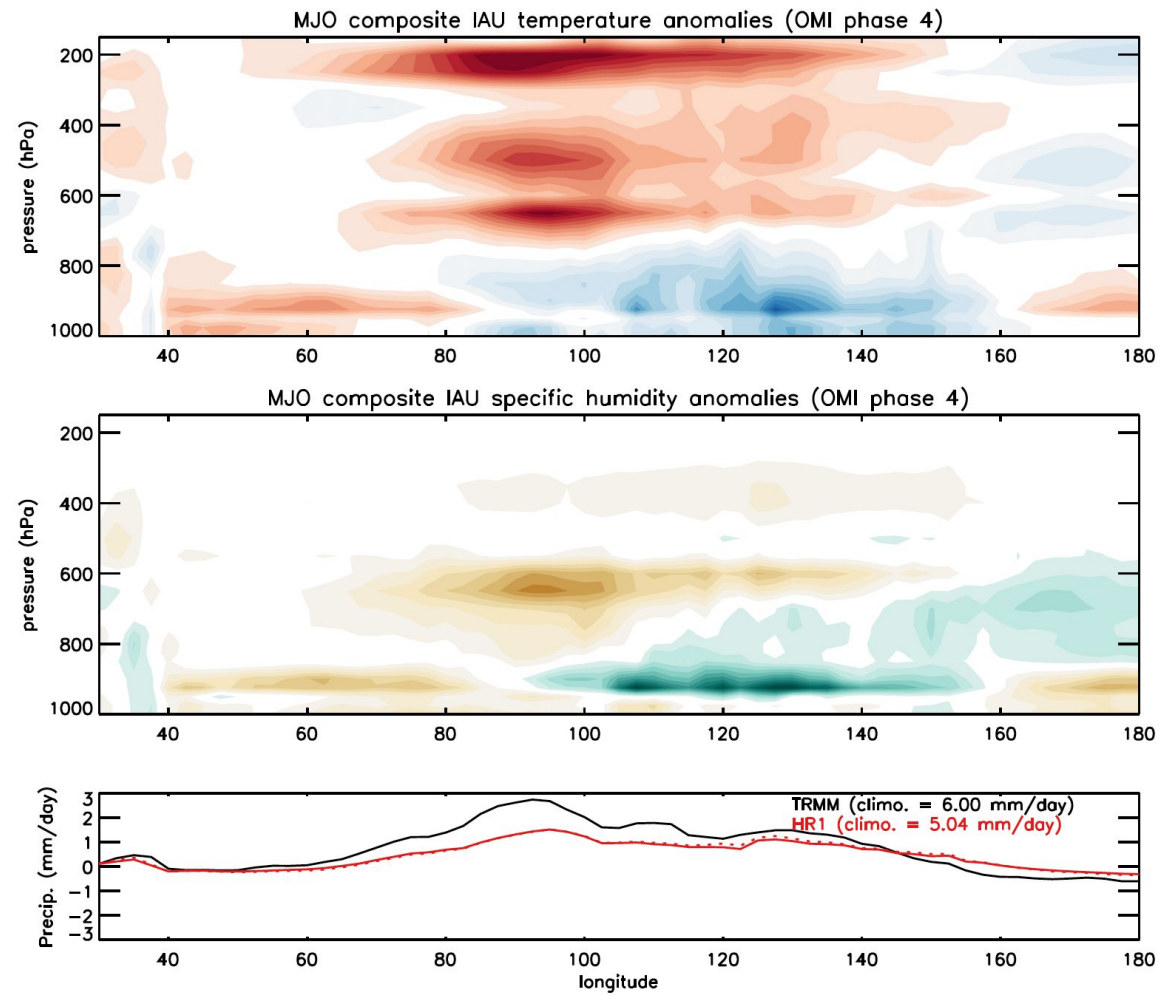 MJO composite IAU temperature anomalies (OMI phase 4)
200
400
600
800
1000
pressure (hPa)
40 60 80 100 120 140 160 180
MJO composite IAU specific humidity anomalies (OMI phase 4)
200
400
600
800
1000
pressure (hPa)
40 60 80 100 120 140 160 180
TRMM (climo. = 6.00 mm/day)
HR1 (climo. = 5.04 mm/day)
3
2
1
0
-1
-2
-3
Precip. (mm/day)
40 60 80 100 120 140 160 180
longitude